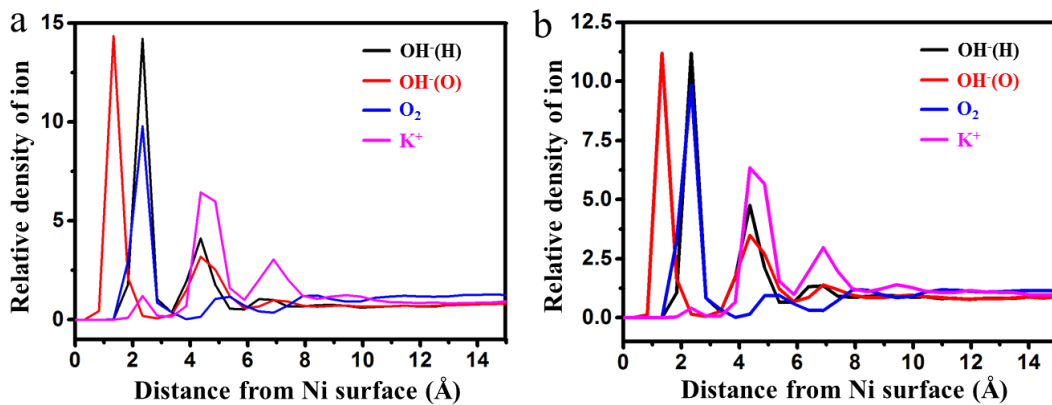 a
15
10
5
0
Relative density of ion
OH⁻(H)
OH⁻(O)
O₂
K⁺
0 2 4 6 8 10 12 14
Distance from Ni surface (Å)
b
12.5
10.0
7.5
5.0
2.5
0.0
Relative density of ion
OH⁻(H)
OH⁻(O)
O₂
K⁺
0 2 4 6 8 10 12 14
Distance from Ni surface (Å)